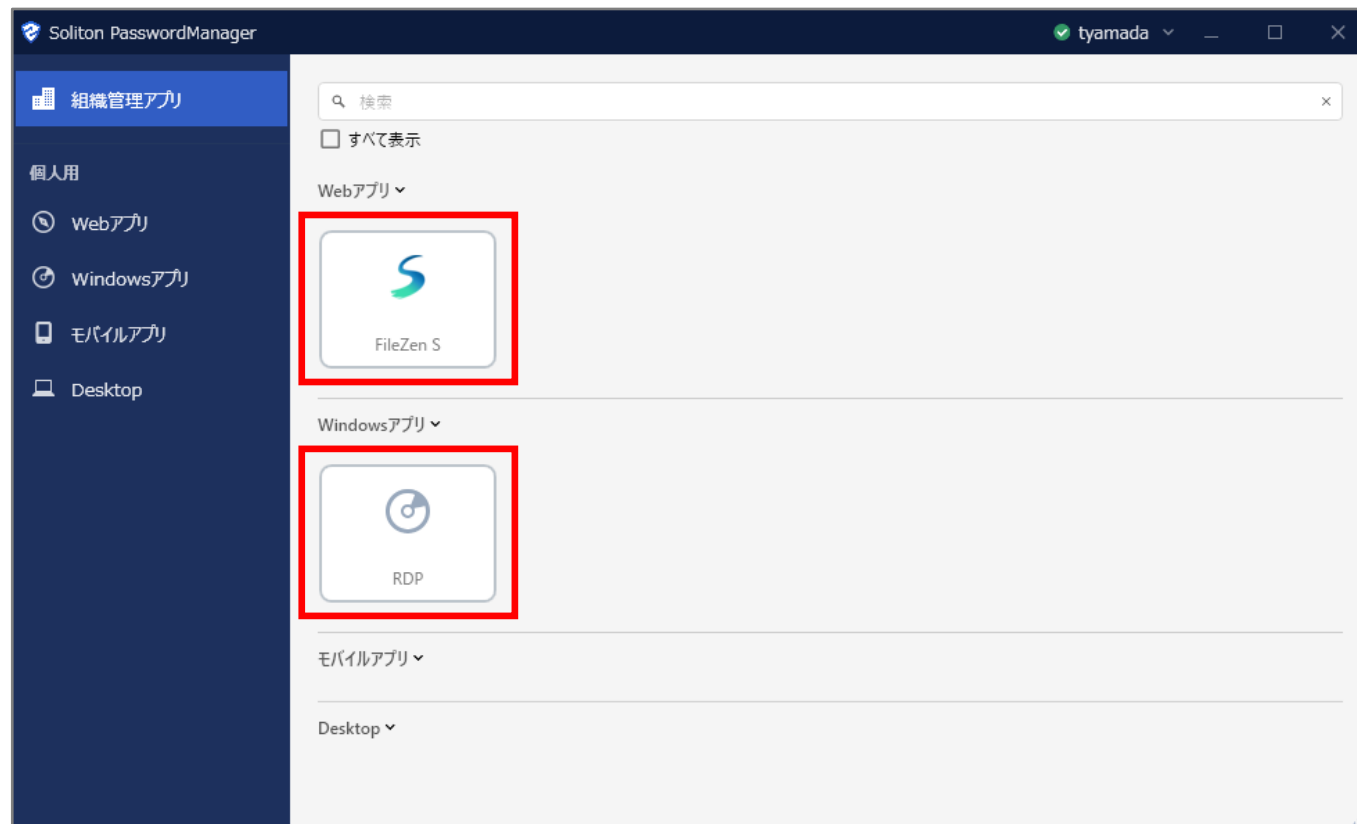 Soliton PasswordManager
tyamada
組織管理アプリ
個人用
Webアプリ
Windowsアプリ
モバイルアプリ
Desktop
検索
すべて表示
Webアプリ
FileZen S
Windowsアプリ
RDP
モバイルアプリ
Desktop